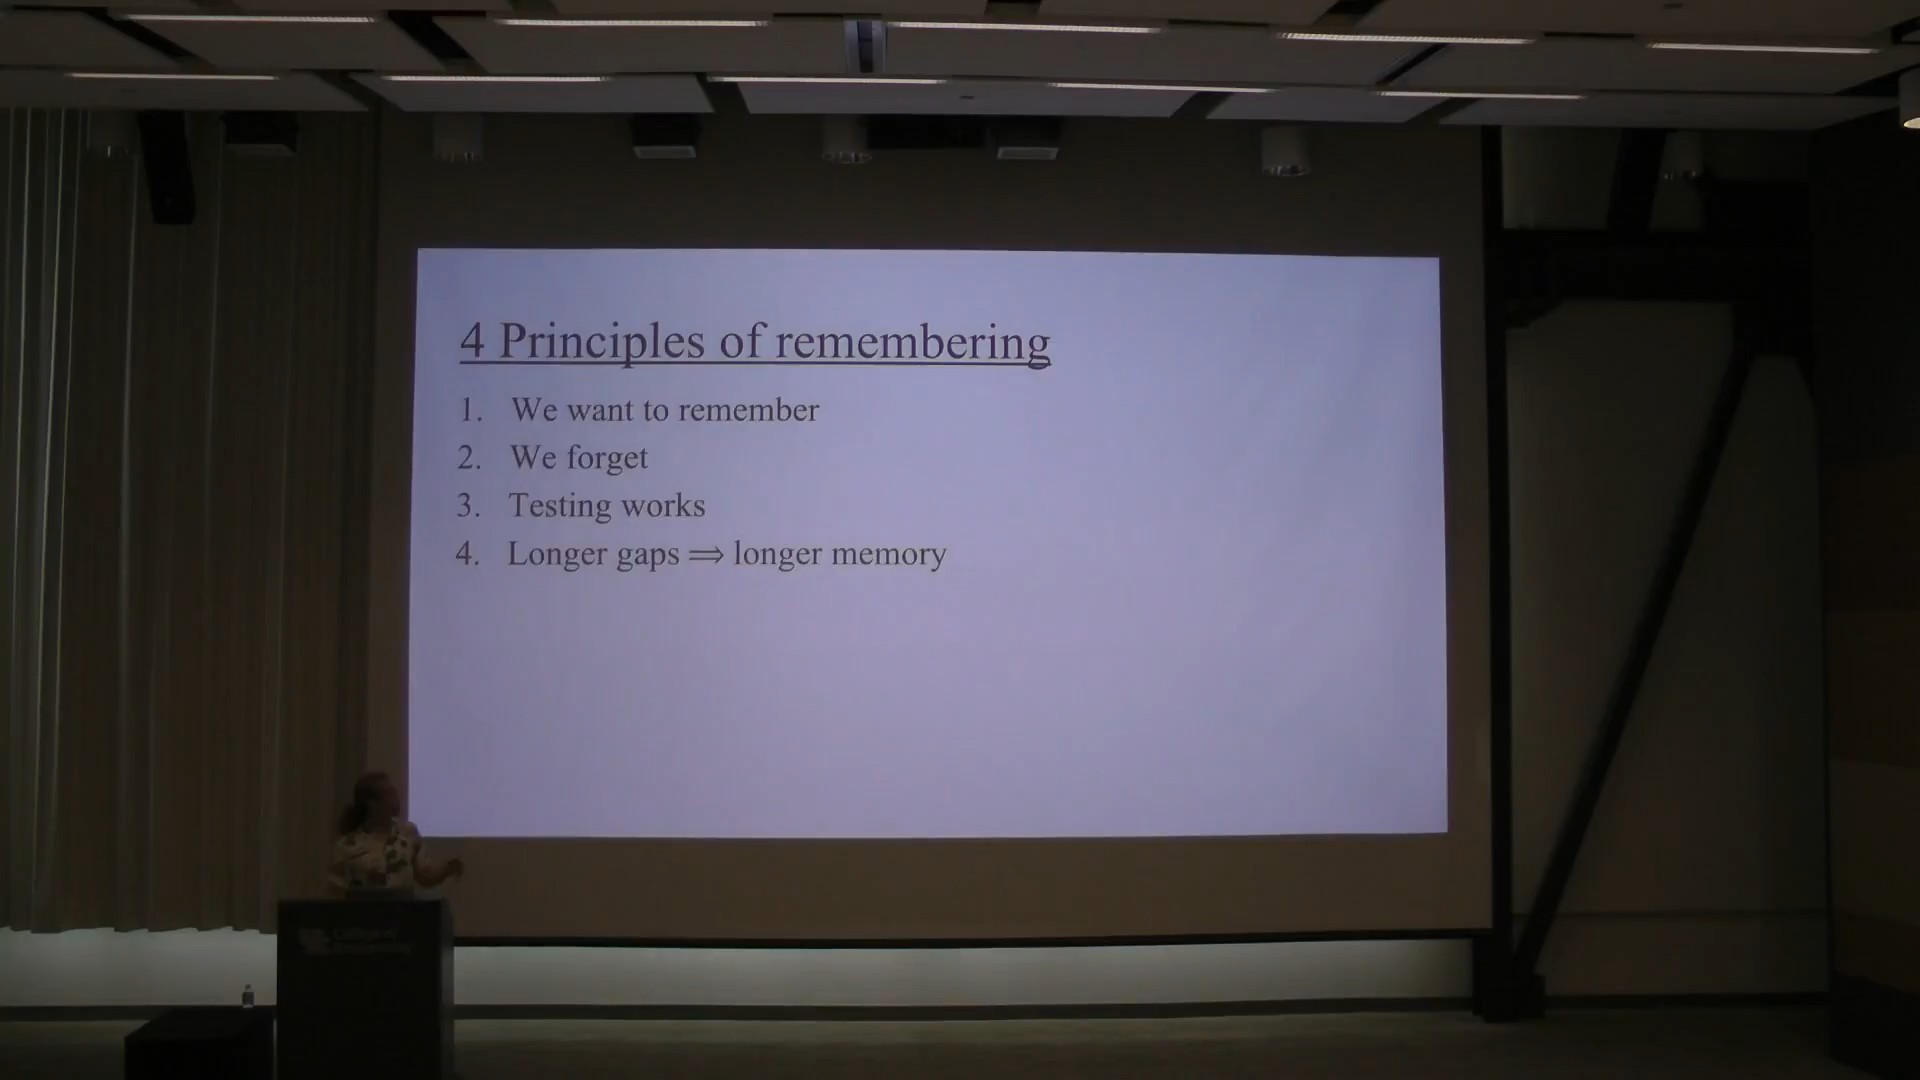 4 Principles of remembering
1. We want to remember
2. We forget
3. Testing works
4. Longer gaps ⟹ longer memory